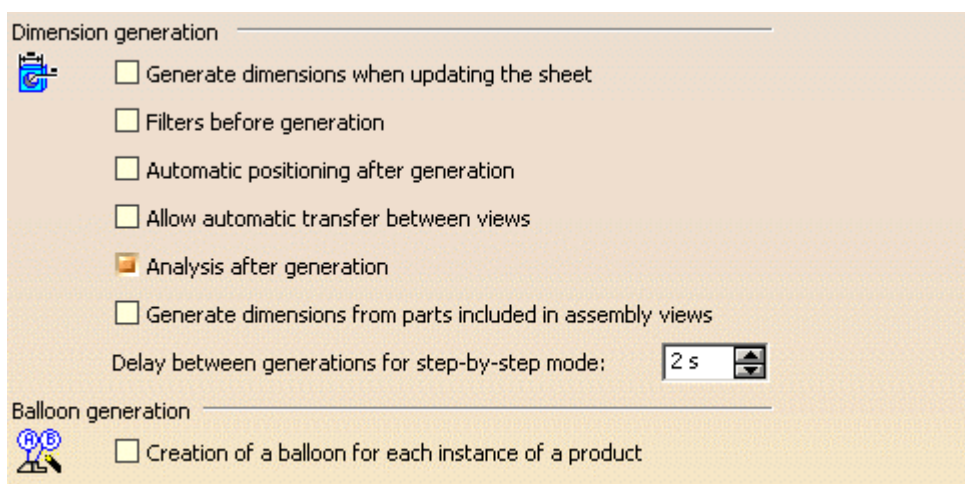 Dimension generation
Generate dimensions when updating the sheet
Filters before generation
Automatic positioning after generation
Allow automatic transfer between views
Analysis after generation
Generate dimensions from parts included in assembly views
Delay between generations for step-by-step mode: 2 s
Balloon generation
A B
Creation of a balloon for each instance of a product